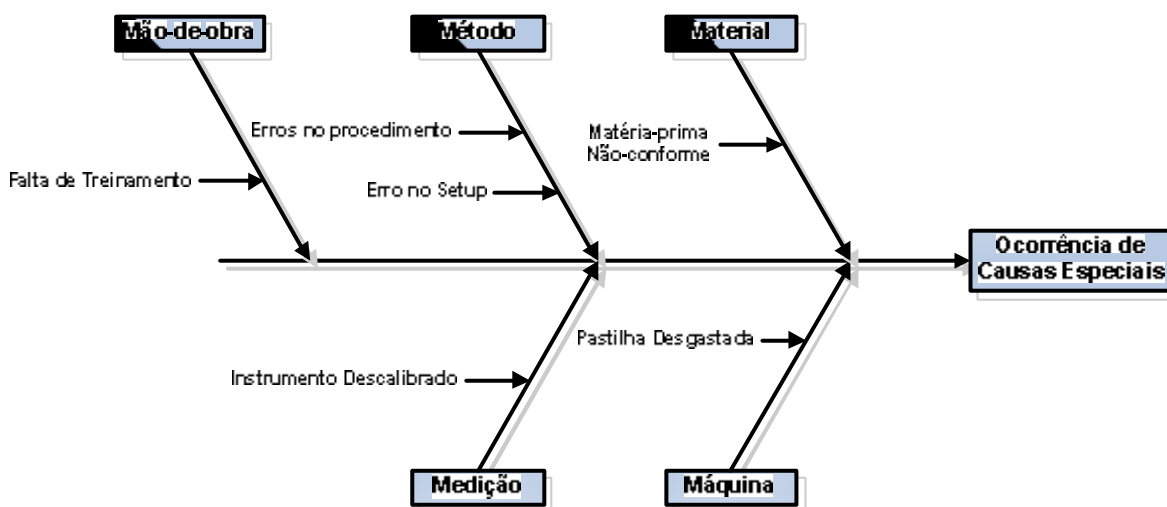 Mão-de-obra
Método
Material
Erros no procedimento
Matéria-prima
Não-conforme
Falta de Treinamento
Erro no Setup
Ocorrência de
Causas Especiais
Pastilha Desgastada
Instrumento Descalibrado
Medição
Máquina